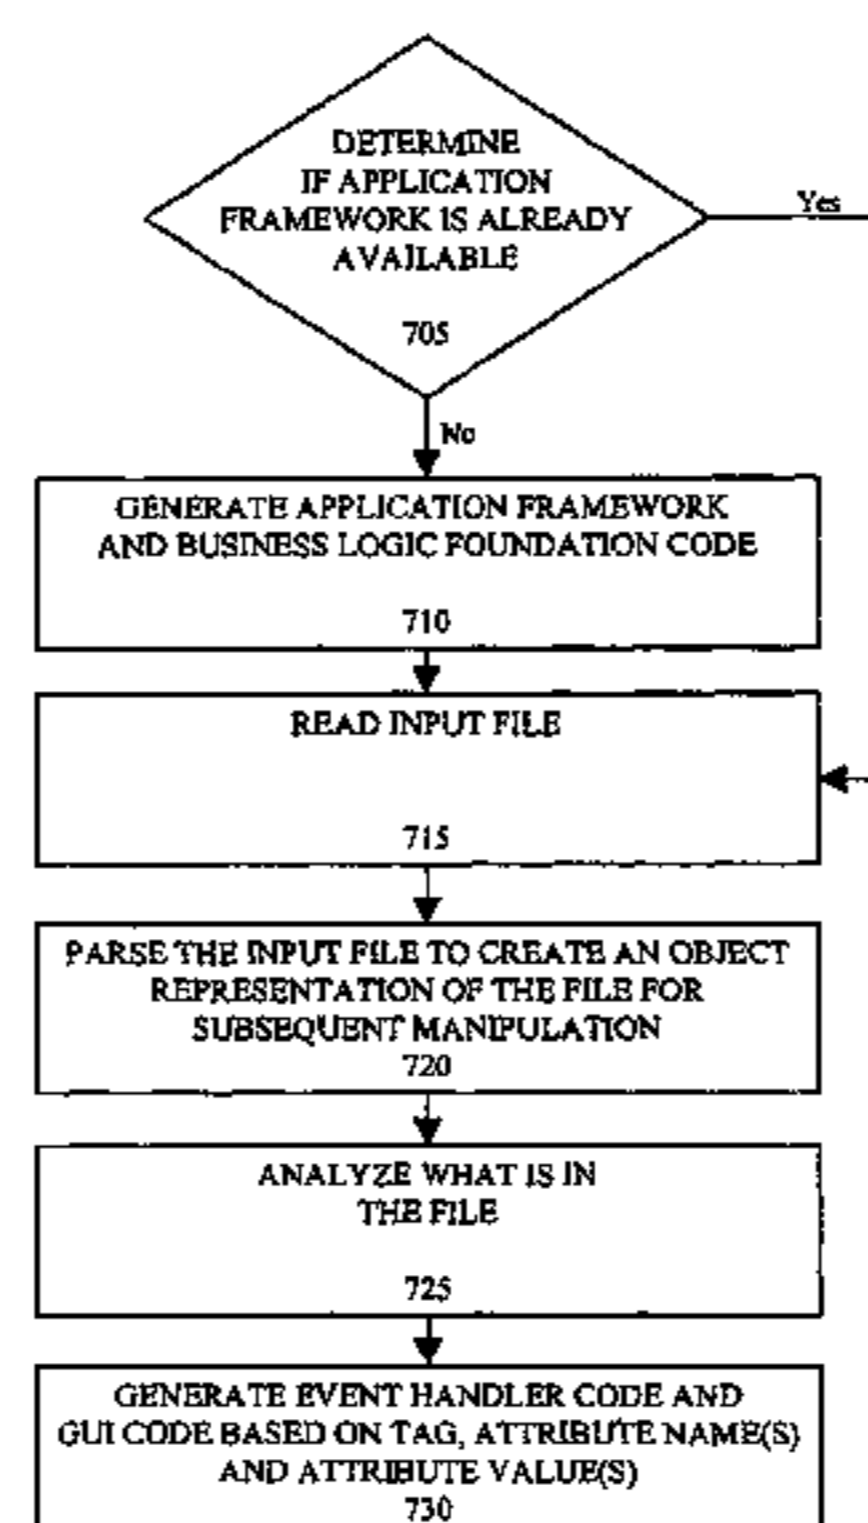 DETERMINE
IF APPLICATION
FRAMEWORK IS ALREADY
AVAILABLE
705
Yes
No
GENERATE APPLICATION FRAMEWORK
AND BUSINESS LOGIC FOUNDATION CODE
710
READ INPUT FILE
715
PARSE THE INPUT FILE TO CREATE AN OBJECT
REPRESENTATION OF THE FILE FOR
SUBSEQUENT MANIPULATION
720
ANALYZE WHAT IS IN
THE FILE
725
GENERATE EVENT HANDLER CODE AND
GUI CODE BASED ON TAG, ATTRIBUTE NAME(S)
AND ATTRIBUTE VALUE(S)
730